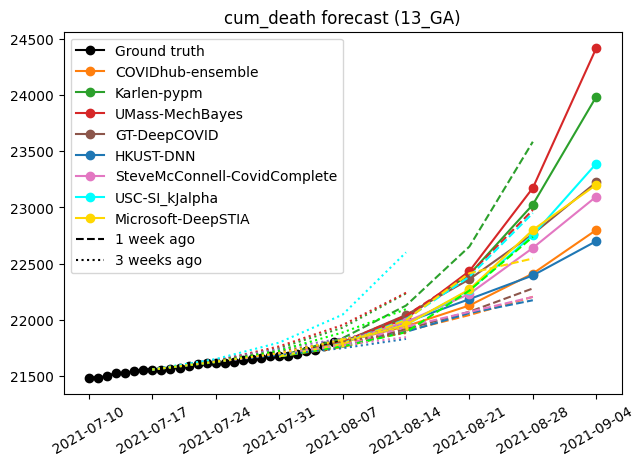 cum_death forecast (13_GA)
24500
24000
23500
23000
22500
22000
21500
Ground truth
COVIDhub-ensemble
Karlen-pypm
UMass-MechBayes
GT-DeepCOVID
HKUST-DNN
SteveMcConnell-CovidComplete
USC-SI_kJalpha
Microsoft-DeepSTIA
1 week ago
3 weeks ago
2021-07-10
2021-07-17
2021-07-24
2021-07-31
2021-08-07
2021-08-14
2021-08-21
2021-08-28
2021-09-04